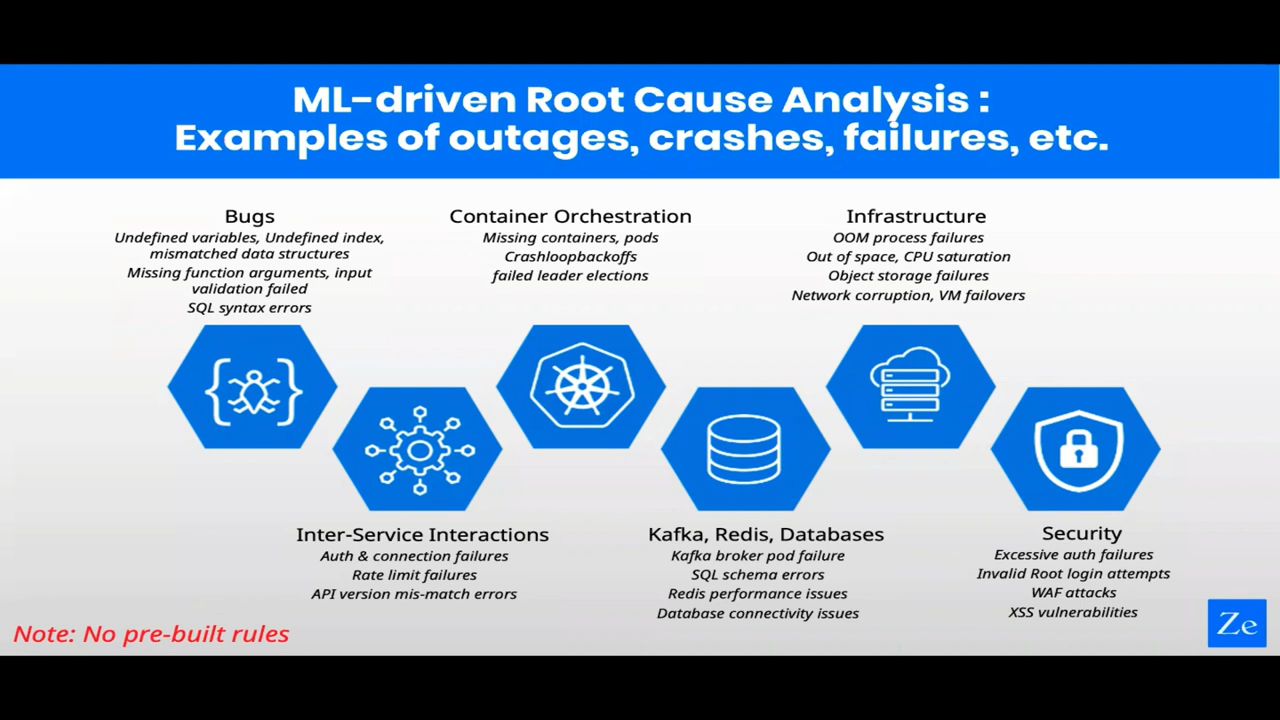 ML-driven Root Cause Analysis :
Examples of outages, crashes, failures, etc.
Bugs
Undefined variables, Undefined index,
mismatched data structures
Missing function arguments, input
validation failed
SQL syntax errors
Container Orchestration
Missing containers, pods
Crashloopbackoffs
failed leader elections
Infrastructure
OOM process failures
Out of space, CPU saturation
Object storage failures
Network corruption, VM failovers
Inter-Service Interactions
Auth & connection failures
Rate limit failures
API version mis-match errors
Kafka, Redis, Databases
Kafka broker pod failure
SQL schema errors
Redis performance issues
Database connectivity issues
Security
Excessive auth failures
Invalid Root login attempts
WAF attacks
XSS vulnerabilities
Note: No pre-built rules
Ze